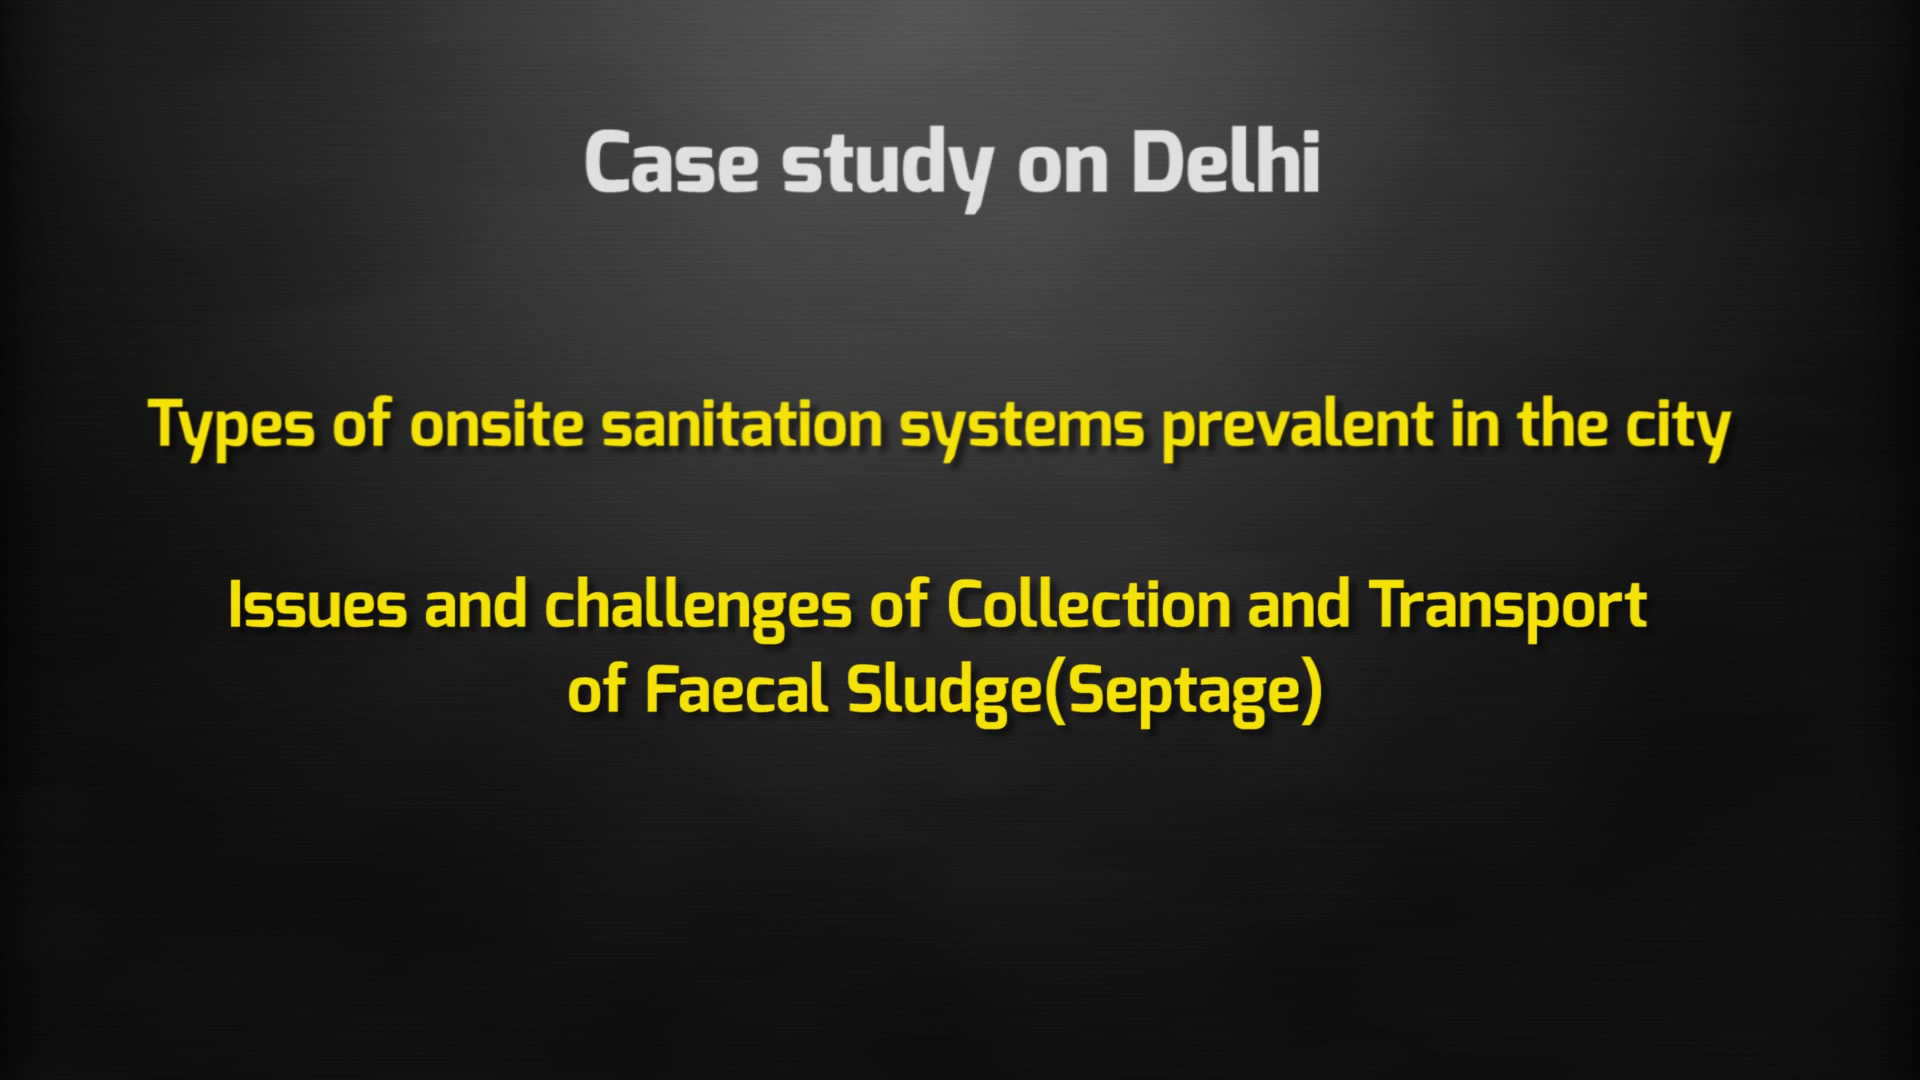 Case study on Delhi
Types of onsite sanitation systems prevalent in the city
Issues and challenges of Collection and Transport
of Faecal Sludge(Septage)